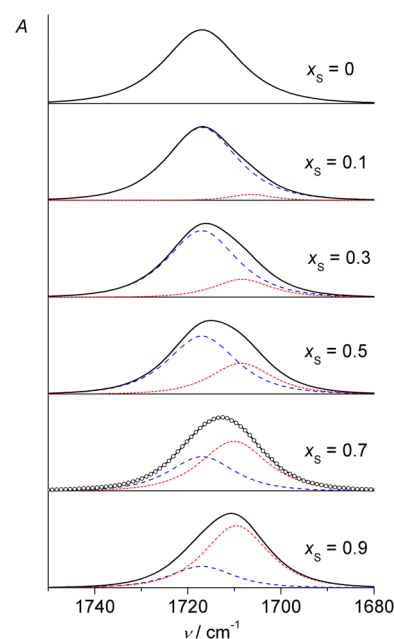 A
xS = 0
xS = 0.1
xS = 0.3
xS = 0.5
xS = 0.7
xS = 0.9
1740 1720 1700 1680
ν / cm⁻¹